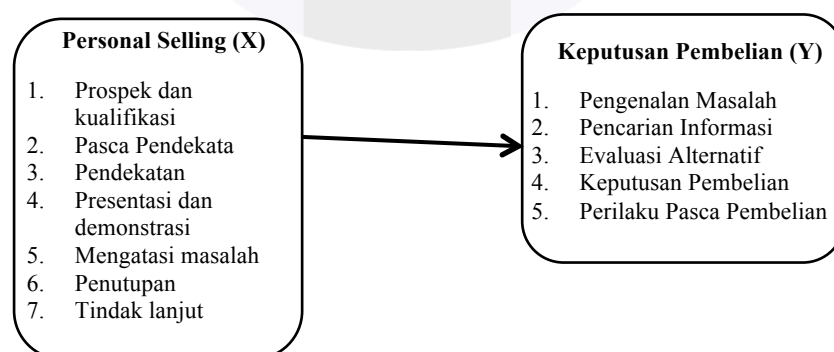 Personal Selling (X)
1. Prospek dan
kualifikasi
2. Pasca Pendekata
3. Pendekatan
4. Presentasi dan
demonstrasi
5. Mengatasi masalah
6. Penutupan
7. Tindak lanjut
Keputusan Pembelian (Y)
1. Pengenalan Masalah
2. Pencarian Informasi
3. Evaluasi Alternatif
4. Keputusan Pembelian
5. Perilaku Pasca Pembelian